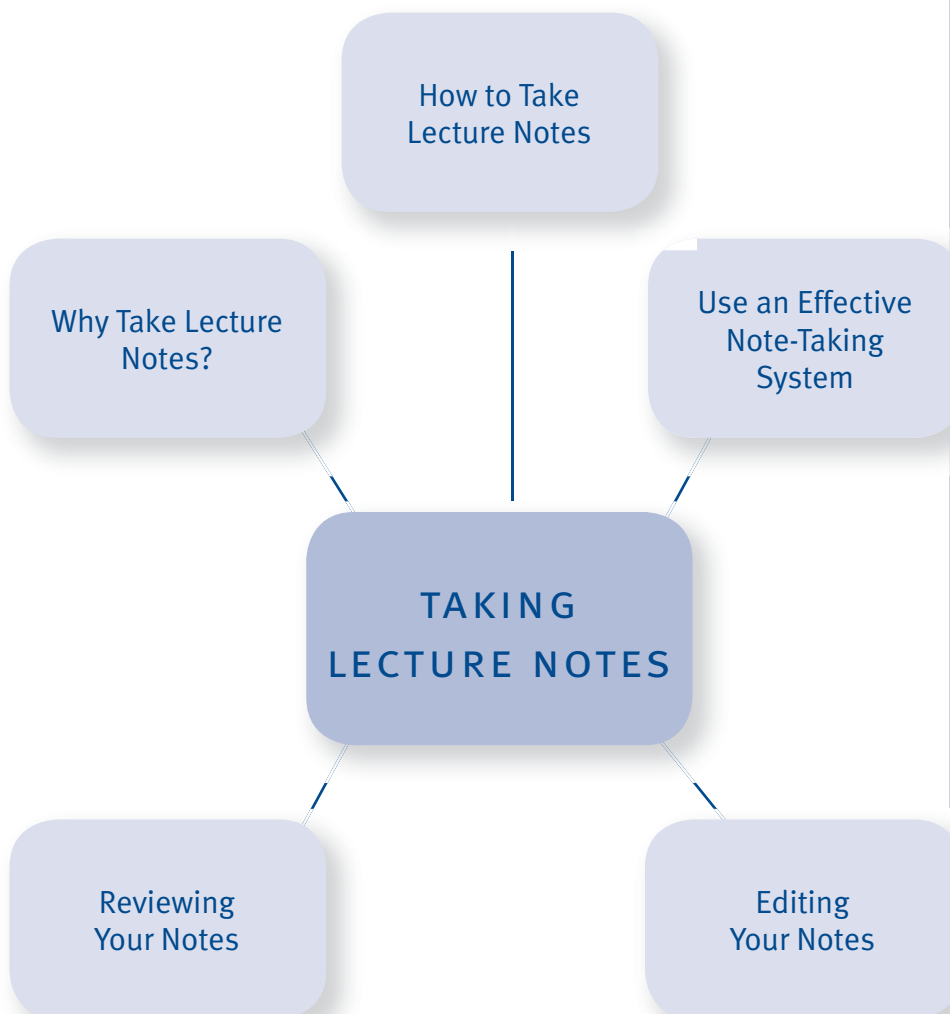 How to Take
Lecture Notes
Why Take Lecture
Notes?
Use an Effective
Note-Taking
System
TAKING
LECTURE NOTES
Reviewing
Your Notes
Editing
Your Notes